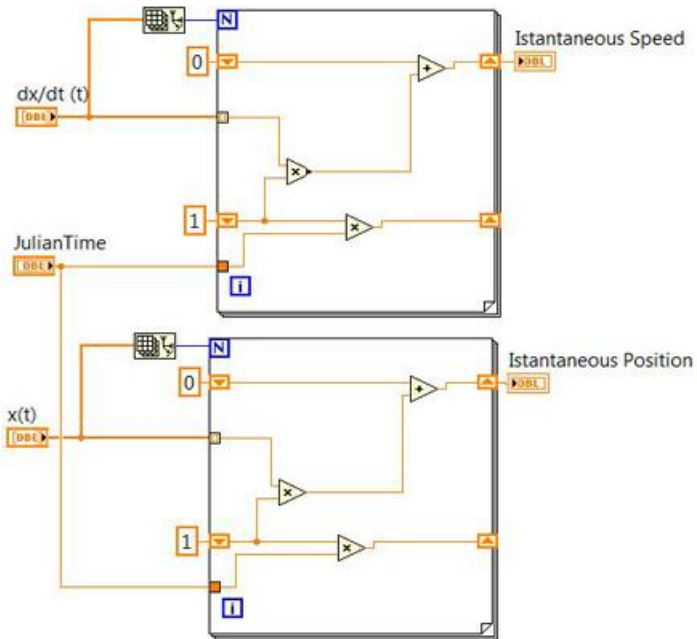 N
Istantaneous Speed
0
DBL
dx/dt (t)
[DBL]
1
JulianTime
DBL
i
N
Istantaneous Position
0
DBL
x(t)
[DBL]
1
i